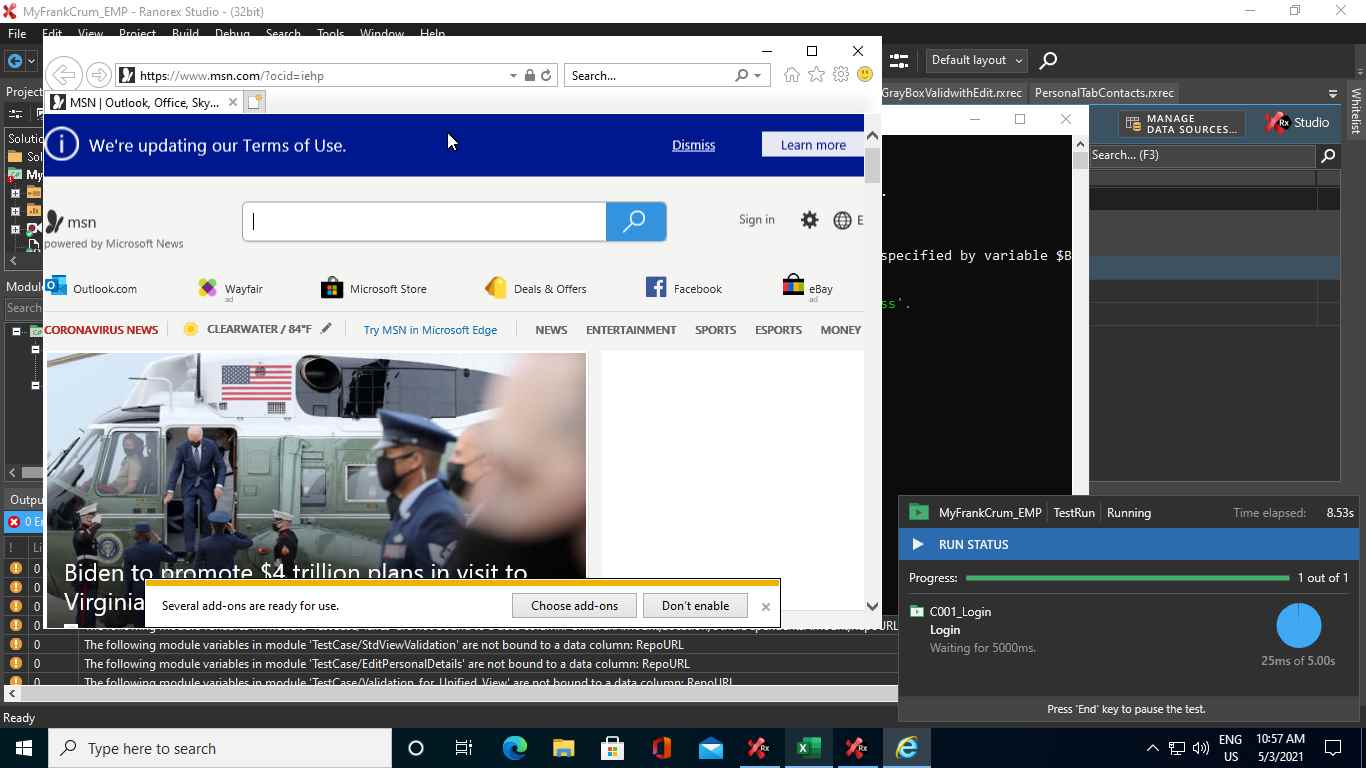 MyFrankCrum_EMP - Ranorex Studio - (32bit)
File Edit View Project Build Debug Search Tools Window Help
Default layout
https://www.msn.com/?ocid=iehp
Search...
MSN | Outlook, Office, Sky...
Project
GrayBoxValidwithEdit.rxrec
PersonalTabContacts.rxrec
Whitelist
MANAGE
DATA SOURCES...
Rx
Studio
We're updating our Terms of Use.
Dismiss
Learn more
Solutio
Sol
My
Search... (F3)
msn
powered by Microsoft News
Sign in
E
specified by variable $B
ss'.
Modul
Search
Outlook.com
Wayfair
ad
Microsoft Store
Deals & Offers
Facebook
eBay
ad
CORONAVIRUS NEWS
CLEARWATER / 84°F
Try MSN in Microsoft Edge
NEWS
ENTERTAINMENT
SPORTS
ESPORTS
MONEY
Biden to promote $4 trillion plans in visit to
Virginia
Several add-ons are ready for use.
Choose add-ons
Don't enable
Outpu
0 Er
! Li
0
0
0
0
0 The following module variables in module 'TestCase/StdViewValidation' are not bound to a data column: RepoURL
0 The following module variables in module 'TestCase/EditPersonalDetails' are not bound to a data column: RepoURL
0 The following module variables in module 'TestCase/Validation_for_Unified_View' are not bound to a data column: RepoURL
Ready
MyFrankCrum_EMP
TestRun
Running
Time elapsed: 8.53s
RUN STATUS
Progress: 1 out of 1
C001_Login
Login
Waiting for 5000ms.
25ms of 5.00s
Press 'End' key to pause the test.
Type here to search
ENG
US
10:57 AM
5/3/2021